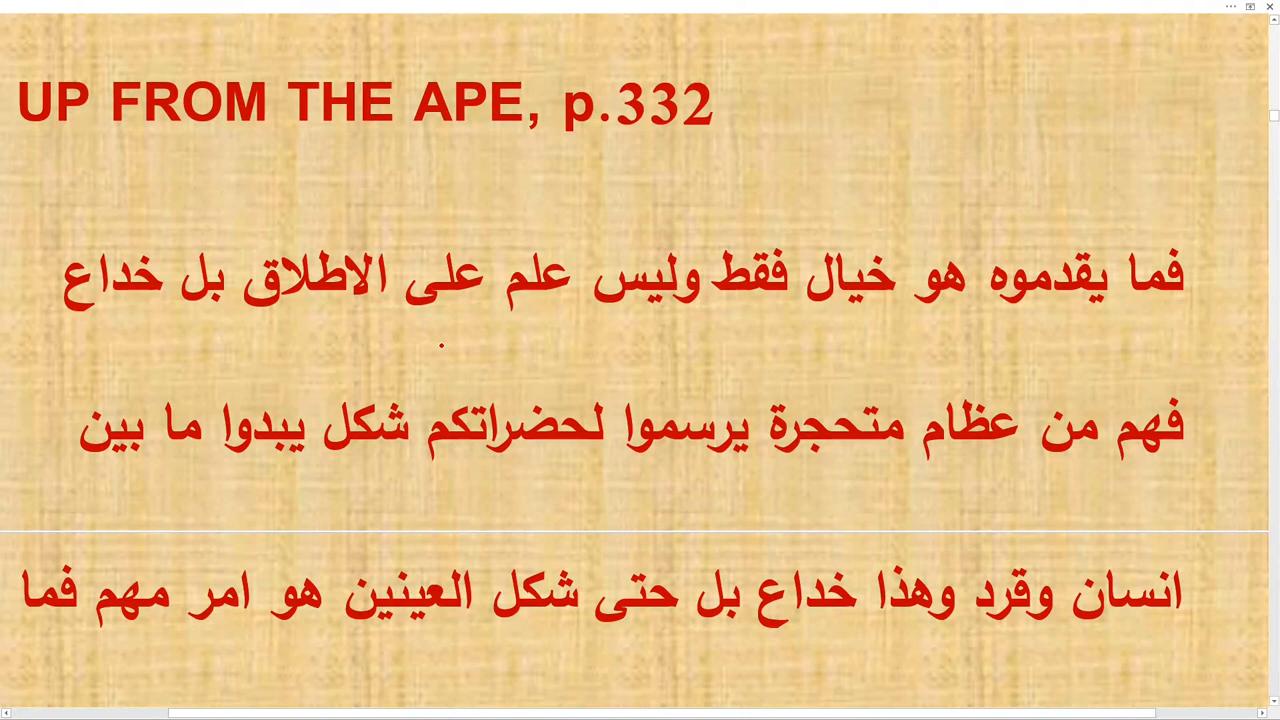 UP FROM THE APE, p.332
فما يقدموه هو خيال فقط وليس علم على الاطلاق بل خداع
فهم من عظام متحجرة يرسموا لحضراتكم شكل يبدوا ما بين
انسان وقرد وهذا خداع بل حتى شكل العينين هو امر مهم فما